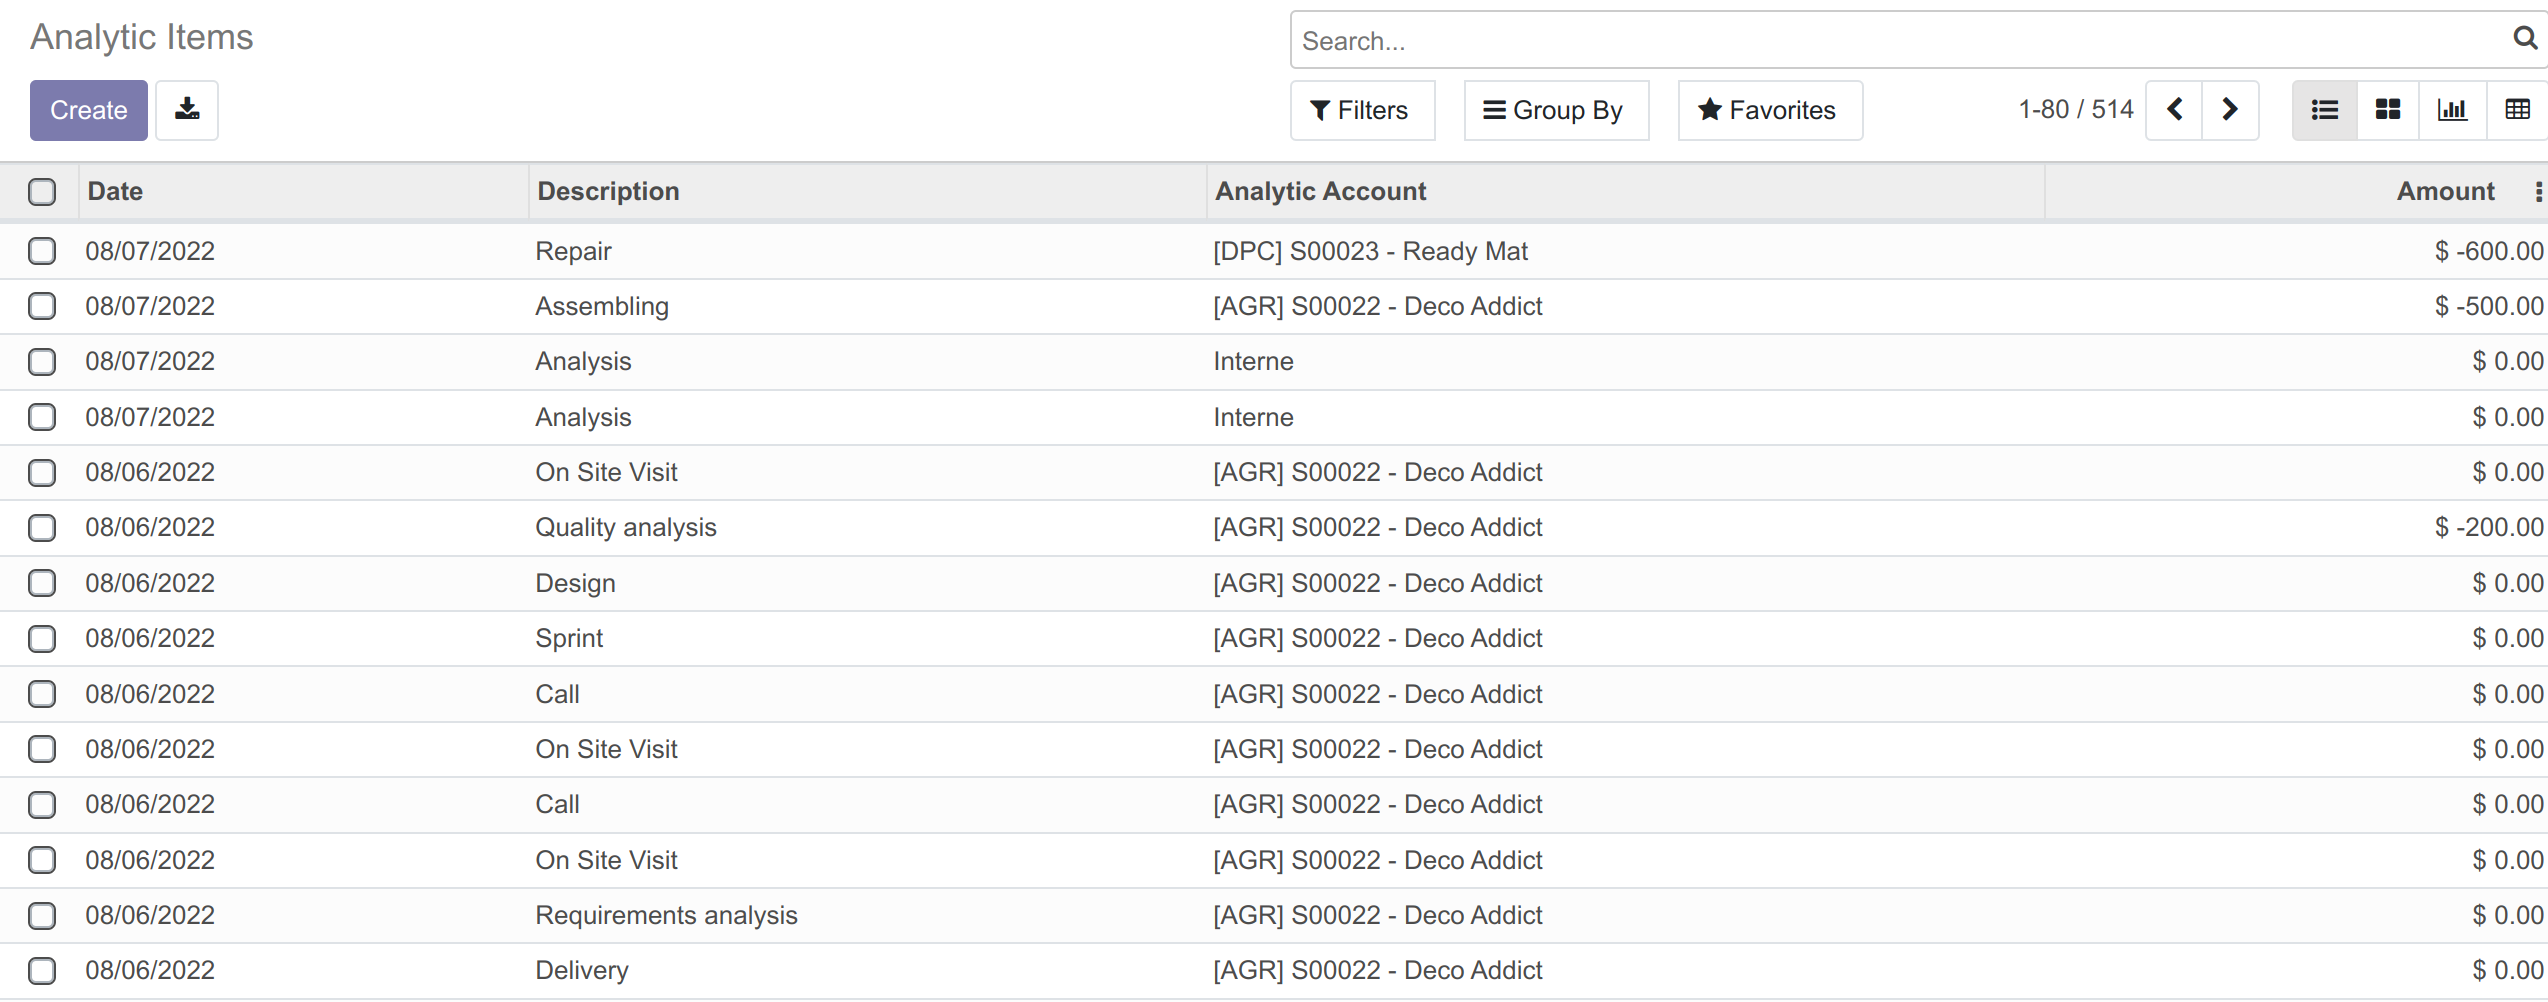 Analytic Items
Search...
Create
Filters Group By Favorites 1-80 / 514
Date Description Analytic Account Amount
08/07/2022 Repair [DPC] S00023 - Ready Mat $ -600.00
08/07/2022 Assembling [AGR] S00022 - Deco Addict $ -500.00
08/07/2022 Analysis Interne $ 0.00
08/07/2022 Analysis Interne $ 0.00
08/06/2022 On Site Visit [AGR] S00022 - Deco Addict $ 0.00
08/06/2022 Quality analysis [AGR] S00022 - Deco Addict $ -200.00
08/06/2022 Design [AGR] S00022 - Deco Addict $ 0.00
08/06/2022 Sprint [AGR] S00022 - Deco Addict $ 0.00
08/06/2022 Call [AGR] S00022 - Deco Addict $ 0.00
08/06/2022 On Site Visit [AGR] S00022 - Deco Addict $ 0.00
08/06/2022 Call [AGR] S00022 - Deco Addict $ 0.00
08/06/2022 On Site Visit [AGR] S00022 - Deco Addict $ 0.00
08/06/2022 Requirements analysis [AGR] S00022 - Deco Addict $ 0.00
08/06/2022 Delivery [AGR] S00022 - Deco Addict $ 0.00